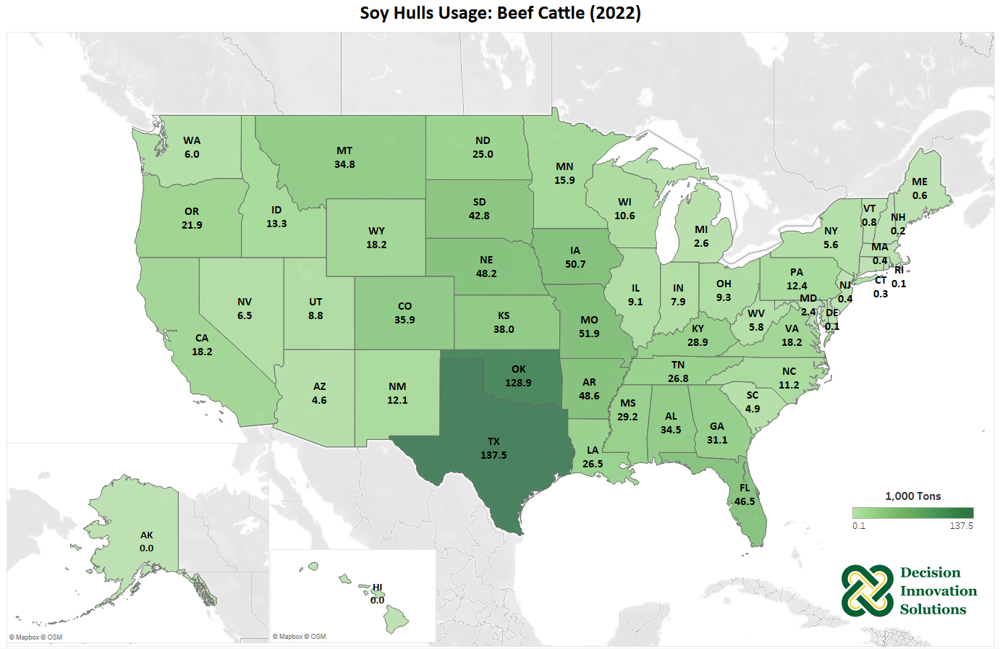 Soy Hulls Usage: Beef Cattle (2022)
WA
6.0
MT
34.8
ND
25.0
MN
15.9
OR
21.9
ID
13.3
WY
18.2
SD
42.8
WI
10.6
MI
2.6
NY
5.6
VT
0.8
NH
0.2
ME
0.6
MA
0.4
RI
0.1
CT
0.3
NE
48.2
IA
50.7
IL
9.1
IN
7.9
OH
9.3
PA
12.4
NJ
0.4
MD
2.4
DE
0.1
NV
6.5
UT
8.8
CO
35.9
KS
38.0
MO
51.9
KY
28.9
WV
5.8
VA
18.2
CA
18.2
AZ
4.6
NM
12.1
OK
128.9
AR
48.6
TN
26.8
NC
11.2
SC
4.9
MS
29.2
AL
34.5
GA
31.1
TX
137.5
LA
26.5
FL
46.5
AK
0.0
HI
0.0
1,000 Tons
0.1 137.5
Decision
Innovation
Solutions
© Mapbox © OSM
© Mapbox © OSM